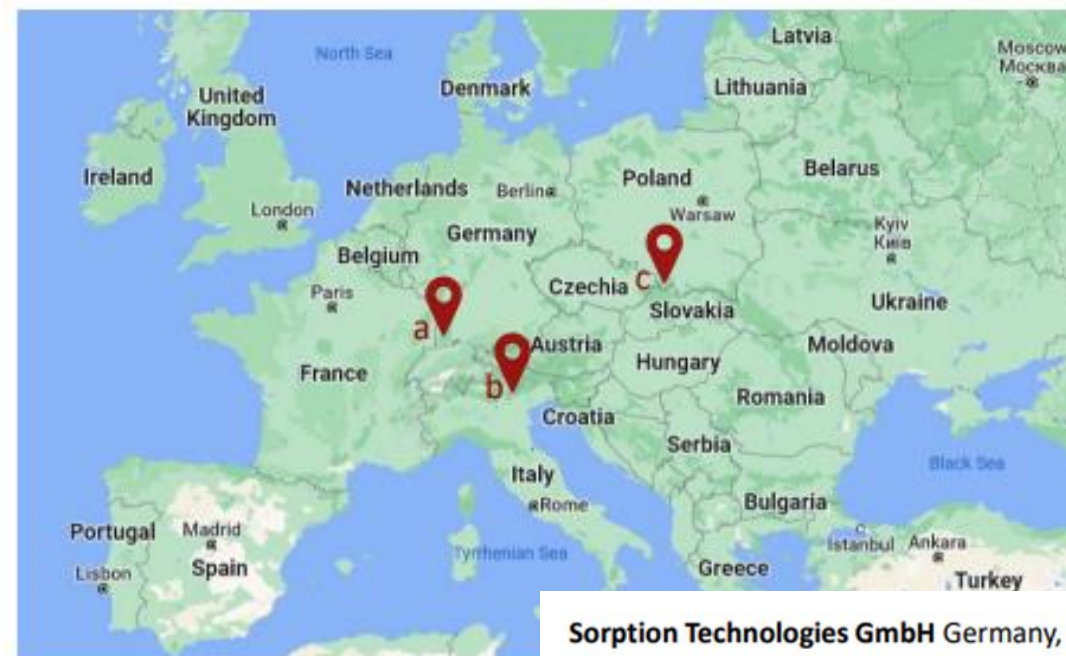 Latvia
Moscow
Москва
North Sea
Denmark
Lithuania
United
Kingdom
Belarus
Ireland
Netherlands
Berlin
Poland
Warsaw
London
Germany
Kyiv
Київ
Belgium
Paris
Czechia
c
Slovakia
Ukraine
a
Austria
Moldova
France
b
Hungary
Romania
Croatia
Serbia
Black Sea
Italy
Rome
Bulgaria
Portugal
Madrid
Istanbul
Ankara
Tyrrhenian Sea
Lisbon
Spain
Greece
Turkey
Sorption Technologies GmbH Germany,